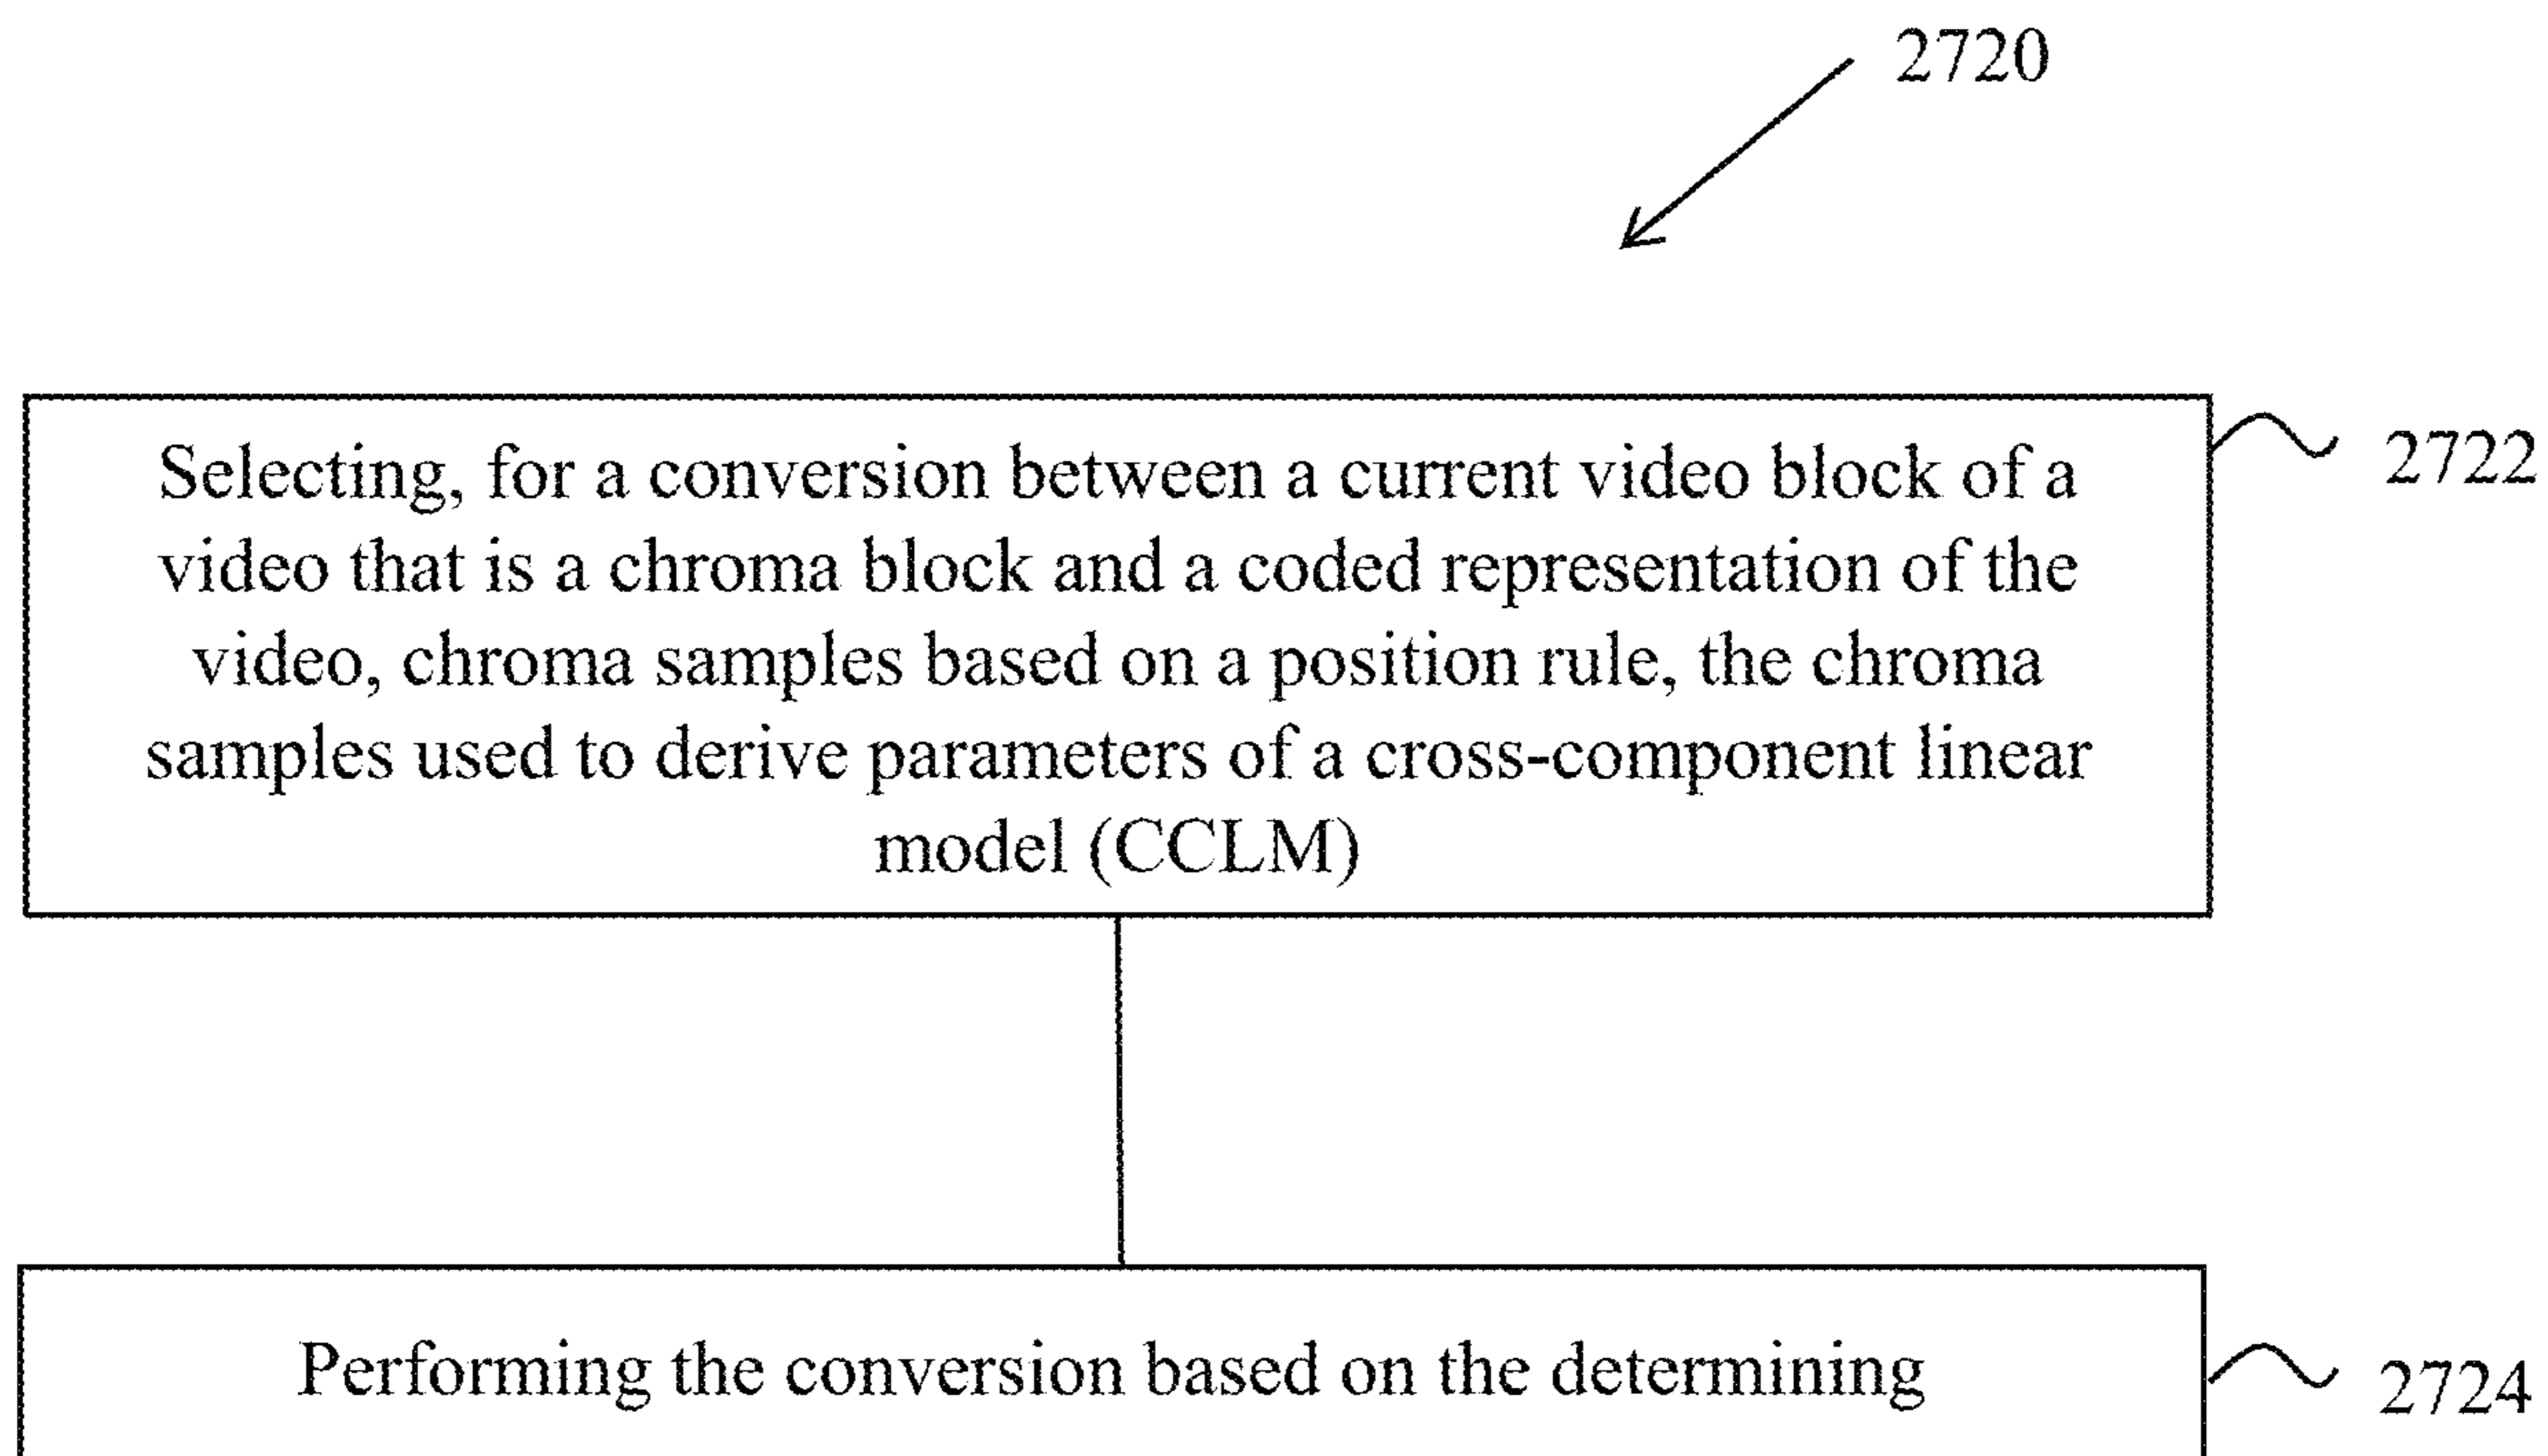 2720
Selecting, for a conversion between a current video block of a
2722
video that is a chroma block and a coded representation of the
video, chroma samples based on a position rule, the chroma
samples used to derive parameters of a cross-component linear
model (CCLM)
Performing the conversion based on the determining
2724